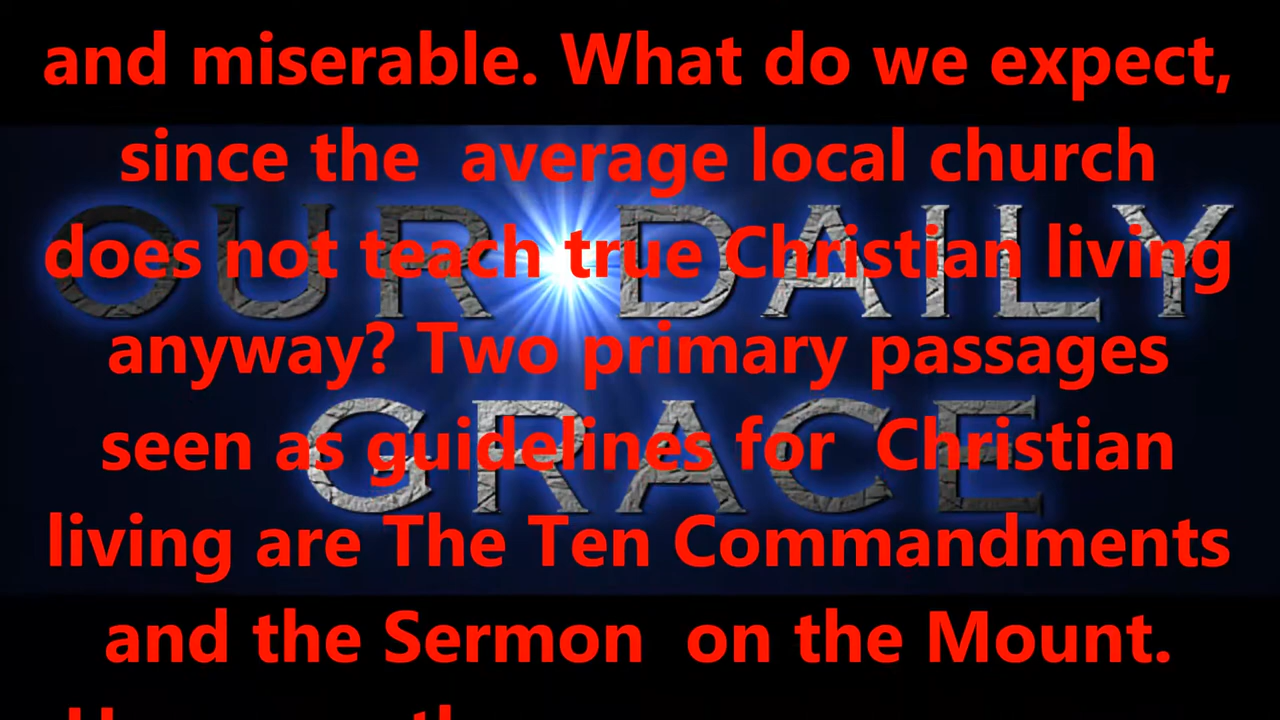 and miserable. What do we expect,
since the  average local church
does not teach true Christian living
anyway? Two primary passages
seen as guidelines for  Christian
living are The Ten Commandments
and the Sermon  on the Mount.
OUR DAILY
GRACE